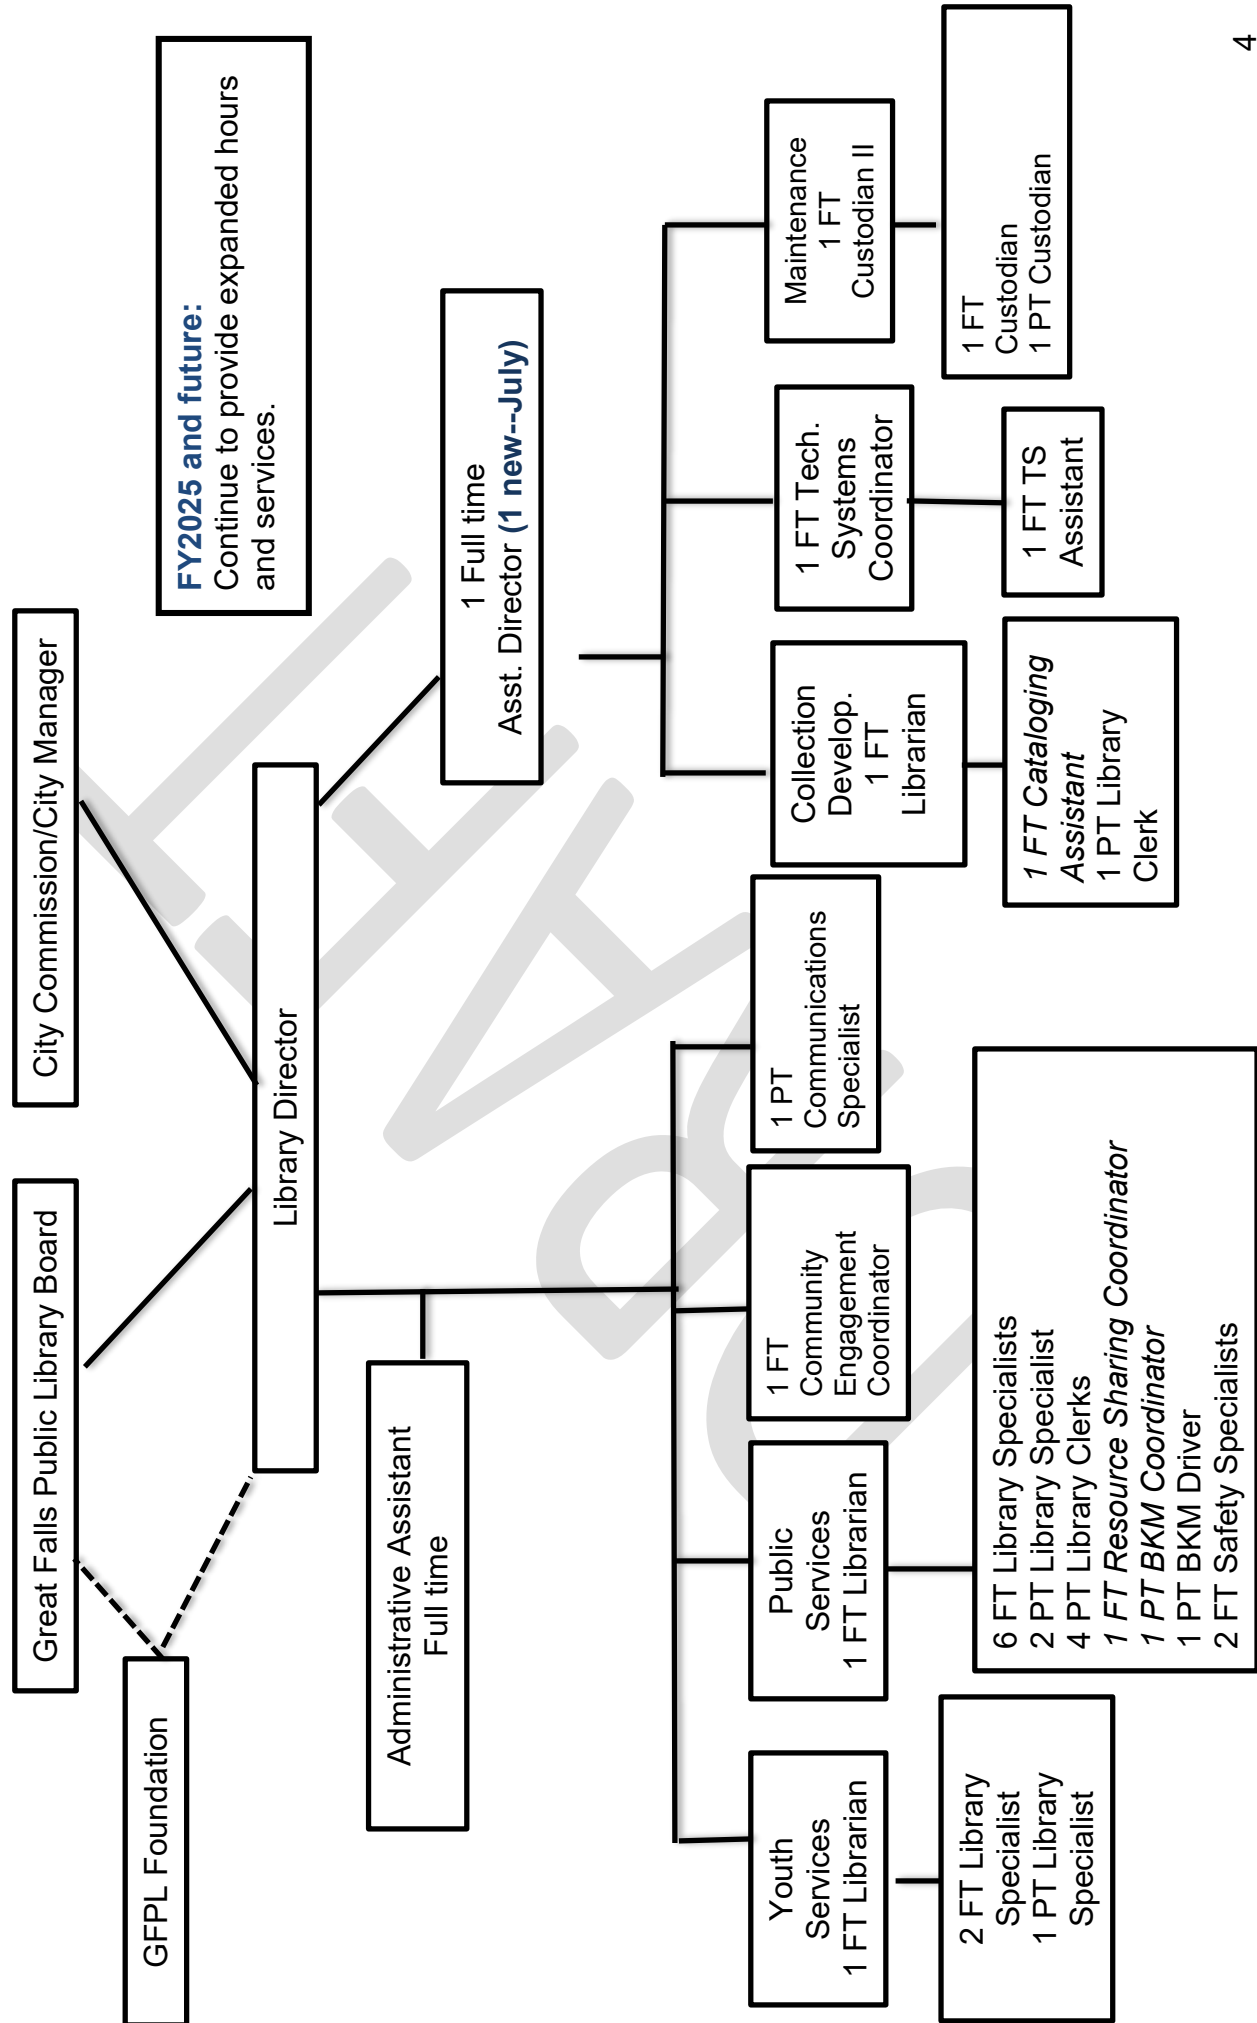 Great Falls Public Library Board
City Commission/City Manager
GFPL Foundation
FY2025 and future:
Continue to provide expanded hours
and services.
Library Director
Administrative Assistant
Full time
1 Full time
Asst. Director (1 new--July)
Youth
Services
1 FT Librarian
Public
Services
1 FT Librarian
1 FT
Community
Engagement
Coordinator
1 PT
Communications
Specialist
Collection
Develop.
1 FT
Librarian
1 FT Tech.
Systems
Coordinator
Maintenance
1 FT
Custodian II
2 FT Library
Specialist
1 PT Library
Specialist
6 FT Library Specialists
2 PT Library Specialist
4 PT Library Clerks
1 FT Resource Sharing Coordinator
1 PT BKM Coordinator
1 PT BKM Driver
2 FT Safety Specialists
1 FT Cataloging
Assistant
1 PT Library
Clerk
1 FT TS
Assistant
1 FT
Custodian
1 PT Custodian
4